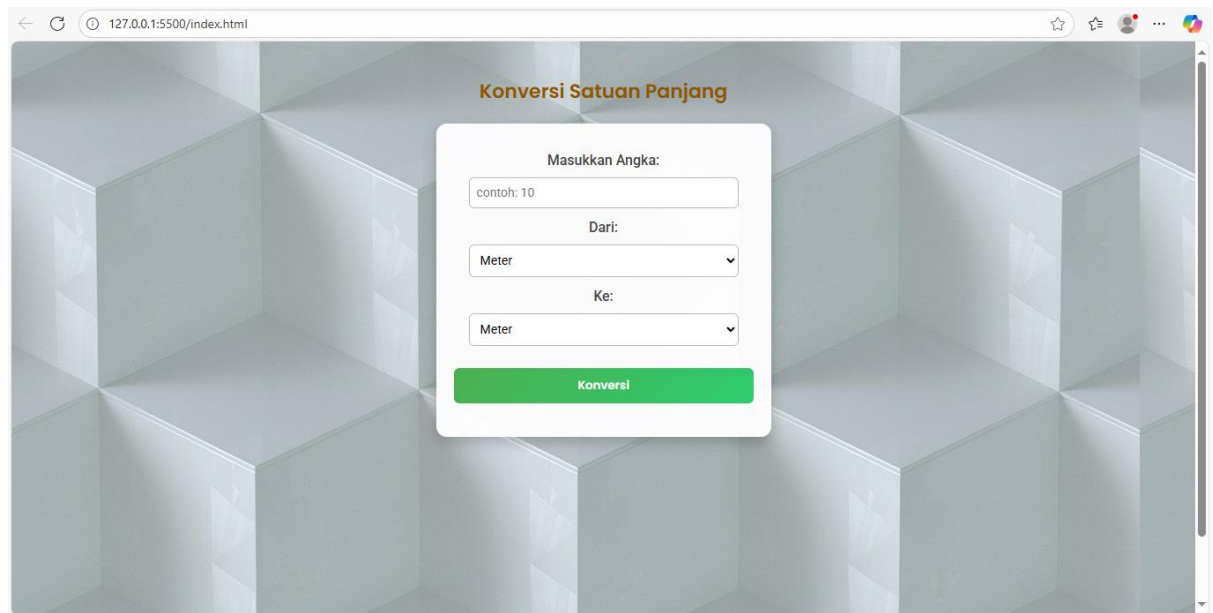 127.0.0.1:5500/index.html
Konversi Satuan Panjang
Masukkan Angka:
contoh: 10
Dari:
Meter
Ke:
Meter
Konversi